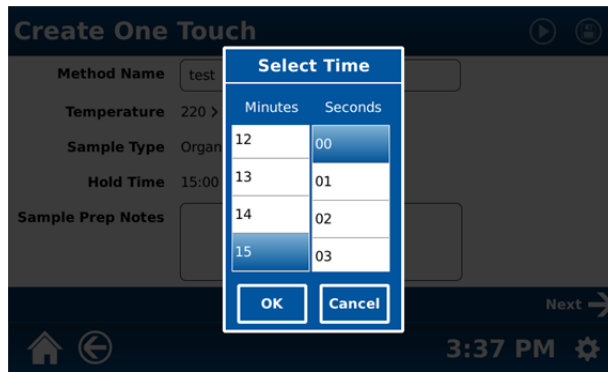 Create One Touch
Select Time
Method Name test
Minutes Seconds
Temperature 220 >
12 00
Sample Type Organ
13 01
Hold Time 15:00
14 02
Sample Prep Notes
15 03
OK Cancel
Next
3:37 PM